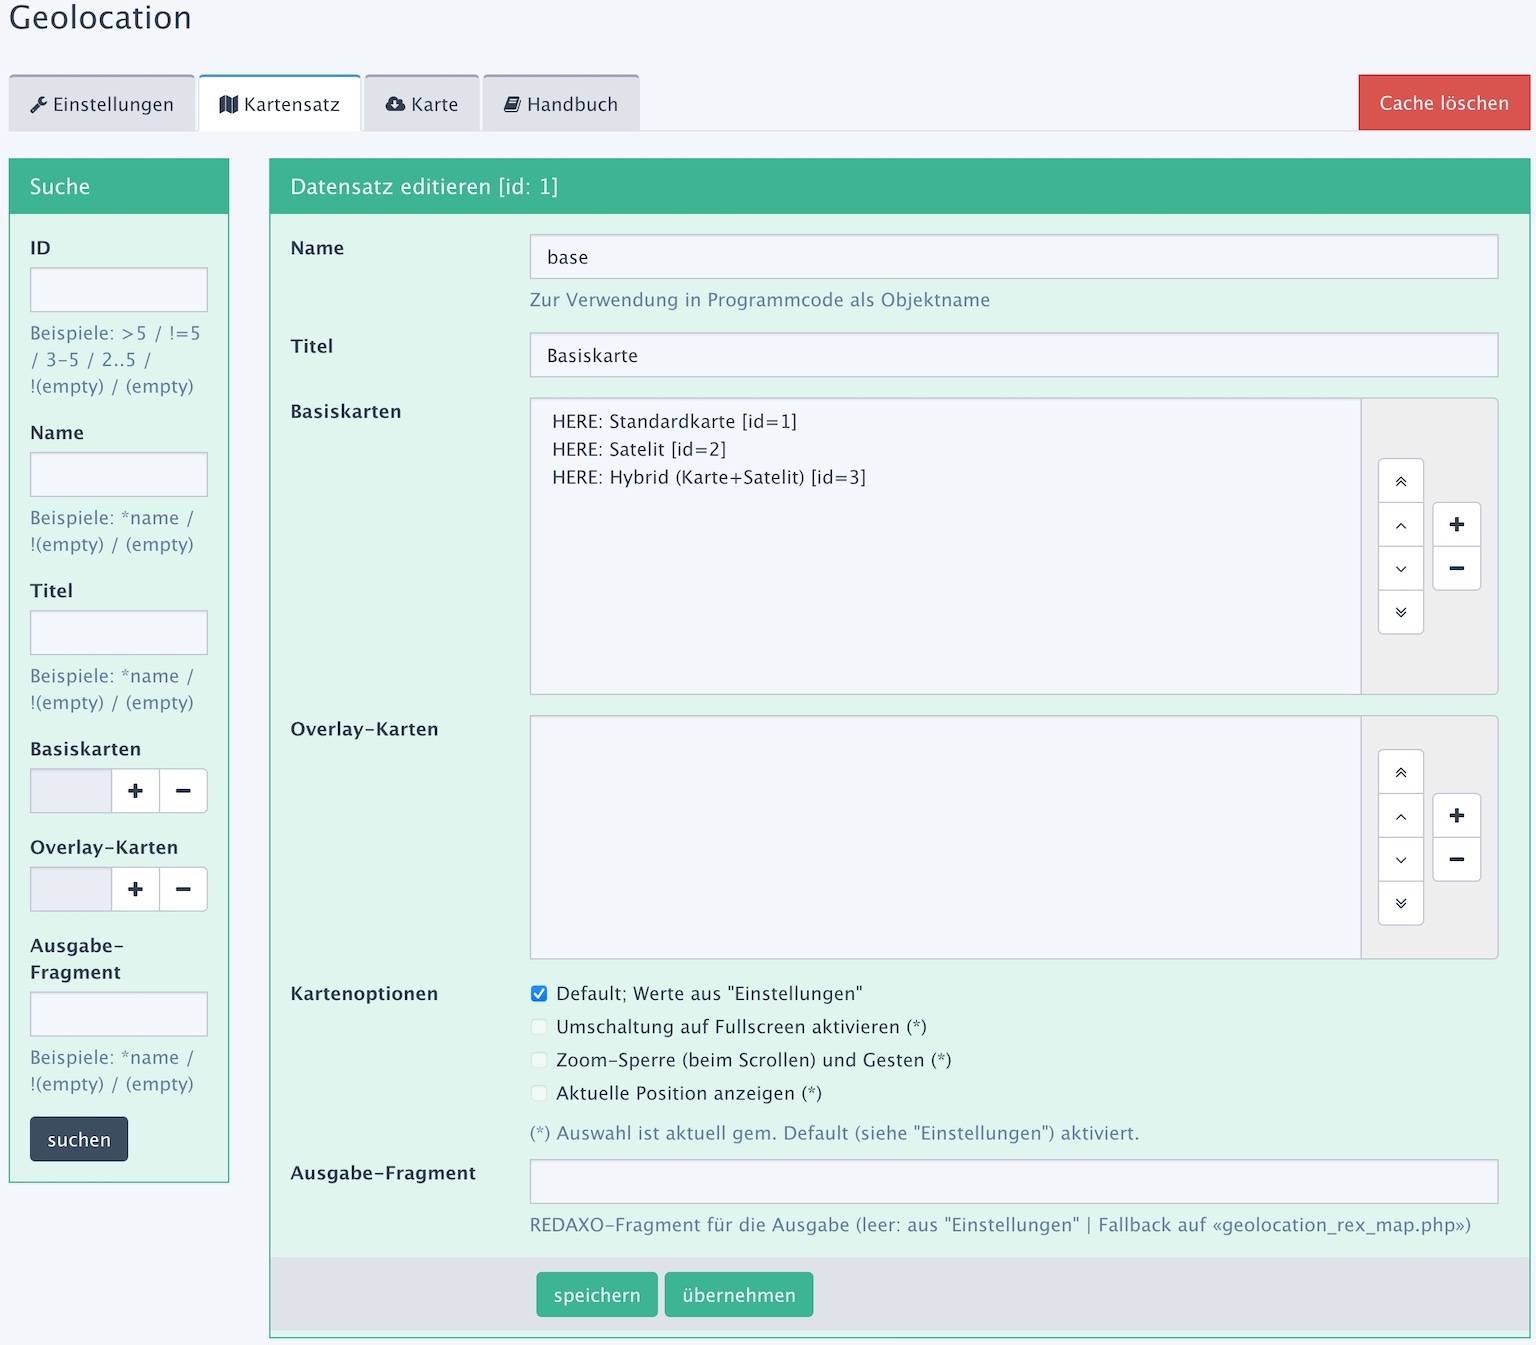 Geolocation
Einstellungen
Kartensatz
Karte
Handbuch
Cache löschen
Suche
ID
Beispiele: >5 / !=5
/ 3-5 / 2..5 /
!(empty) / (empty)
Name
Beispiele: *name /
!(empty) / (empty)
Titel
Beispiele: *name /
!(empty) / (empty)
Basiskarten
Overlay-Karten
Ausgabe-
Fragment
Beispiele: *name /
!(empty) / (empty)
suchen
Datensatz editieren [id: 1]
Name
base
Zur Verwendung in Programmcode als Objektname
Titel
Basiskarte
Basiskarten
HERE: Standardkarte [id=1]
HERE: Satelit [id=2]
HERE: Hybrid (Karte+Satelit) [id=3]
Overlay-Karten
Kartenoptionen
Default; Werte aus "Einstellungen"
Umschaltung auf Fullscreen aktivieren (*)
Zoom-Sperre (beim Scrollen) und Gesten (*)
Aktuelle Position anzeigen (*)
(*) Auswahl ist aktuell gem. Default (siehe "Einstellungen") aktiviert.
Ausgabe-Fragment
REDAXO-Fragment für die Ausgabe (leer: aus "Einstellungen" | Fallback auf «geolocation_rex_map.php»)
speichern
übernehmen